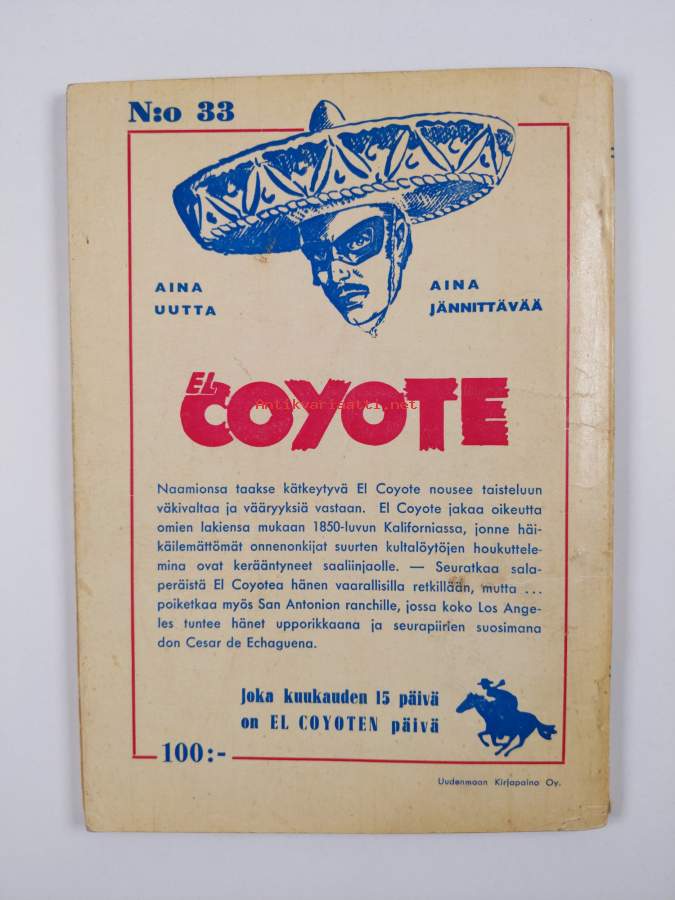 N:o 33
AINA
UUTTA
AINA
JÄNNITTÄVÄÄ
EL
COYOTE
Antikvariaatti.net
Naamionsa taakse kätkeytyvä El Coyote nousee taisteluun
väkivaltaa ja vääryyksiä vastaan. El Coyote jakaa oikeutta
omien lakiensa mukaan 1850-luvun Kaliforniassa, jonne häi-
käilemättömät onnenonkijat suurten kultalöytöjen houkuttele-
mina ovat kerääntyneet saaliinjaolle. — Seuratkaa sala-
peräistä El Coyotea hänen vaarallisilla retkillään, mutta ...
poiketkaa myös San Antonion ranchille, jossa koko Los Ange-
les tuntee hänet upporikkaana ja seurapiirien suosimana
don Cesar de Echaguena.
Joka kuukauden 15 päivä
on EL COYOTEN päivä
100:-
Uudenmaan Kirjapaino Oy.